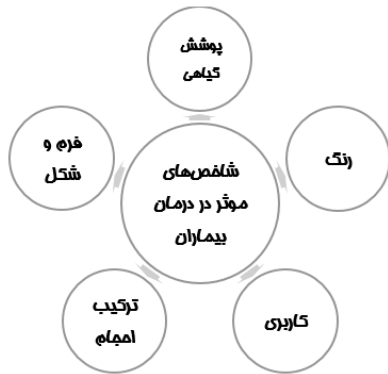 پوشش
گیاهی
رنگ
کاربری
ترکیب
احجام
فرم و
شکل
شاخص‌های
موثر در درمان
بیماران